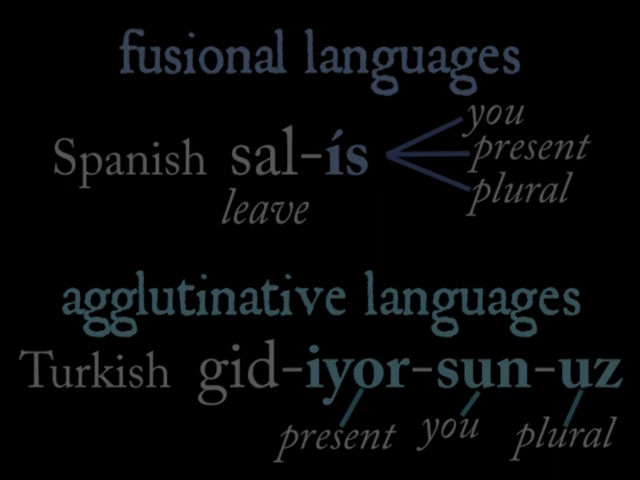 fusional languages
you
Spanish sal-ís present
plural
leave
agglutinative languages
Turkish gid-iyor-sun-uz
present you plural